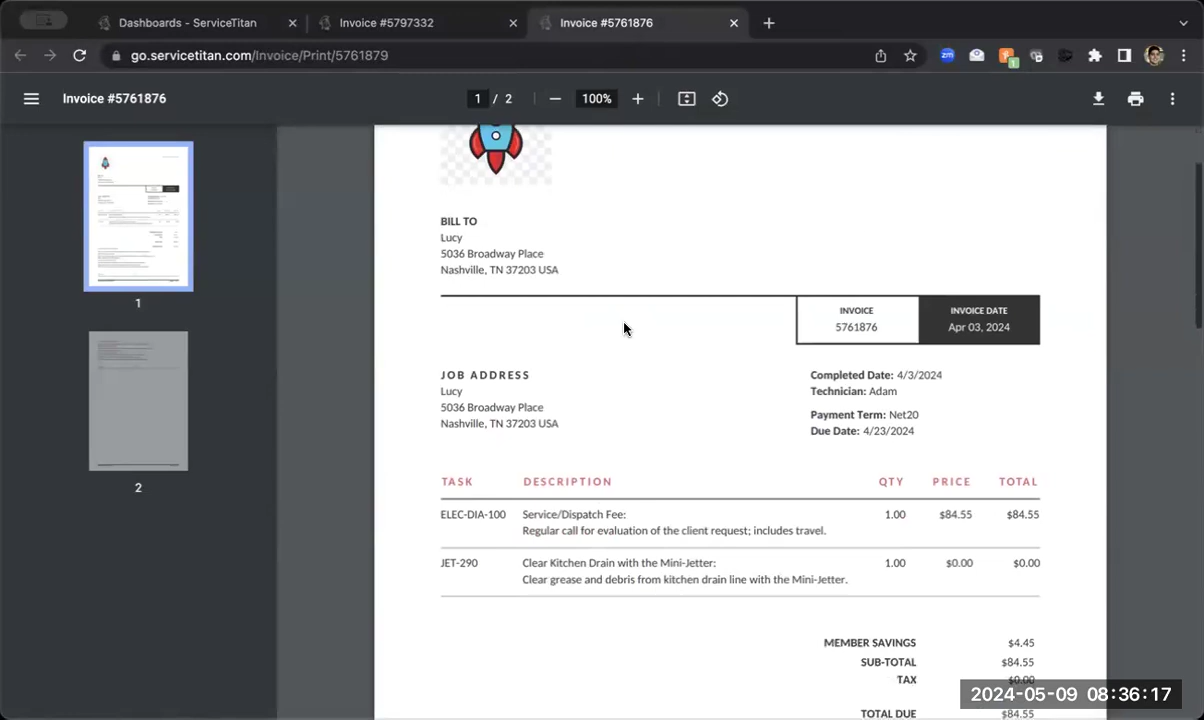 Dashboards - ServiceTitan
Invoice #5797332
Invoice #5761876
go.servicetitan.com/Invoice/Print/5761879
zm
1
Invoice #5761876
1 / 2
100%
BILL TO
Lucy
5036 Broadway Place
Nashville, TN 37203 USA
INVOICE
5761876
INVOICE DATE
Apr 03, 2024
JOB ADDRESS
Lucy
5036 Broadway Place
Nashville, TN 37203 USA
Completed Date: 4/3/2024
Technician: Adam
Payment Term: Net20
Due Date: 4/23/2024
TASK DESCRIPTION QTY PRICE TOTAL
ELEC-DIA-100 Service/Dispatch Fee: 1.00 $84.55 $84.55
Regular call for evaluation of the client request; includes travel.
JET-290 Clear Kitchen Drain with the Mini-Jetter: 1.00 $0.00 $0.00
Clear grease and debris from kitchen drain line with the Mini-Jetter.
MEMBER SAVINGS $4.45
SUB-TOTAL $84.55
TAX $0.00
TOTAL DUE $84.55
1
2
2024-05-09 08:36:17